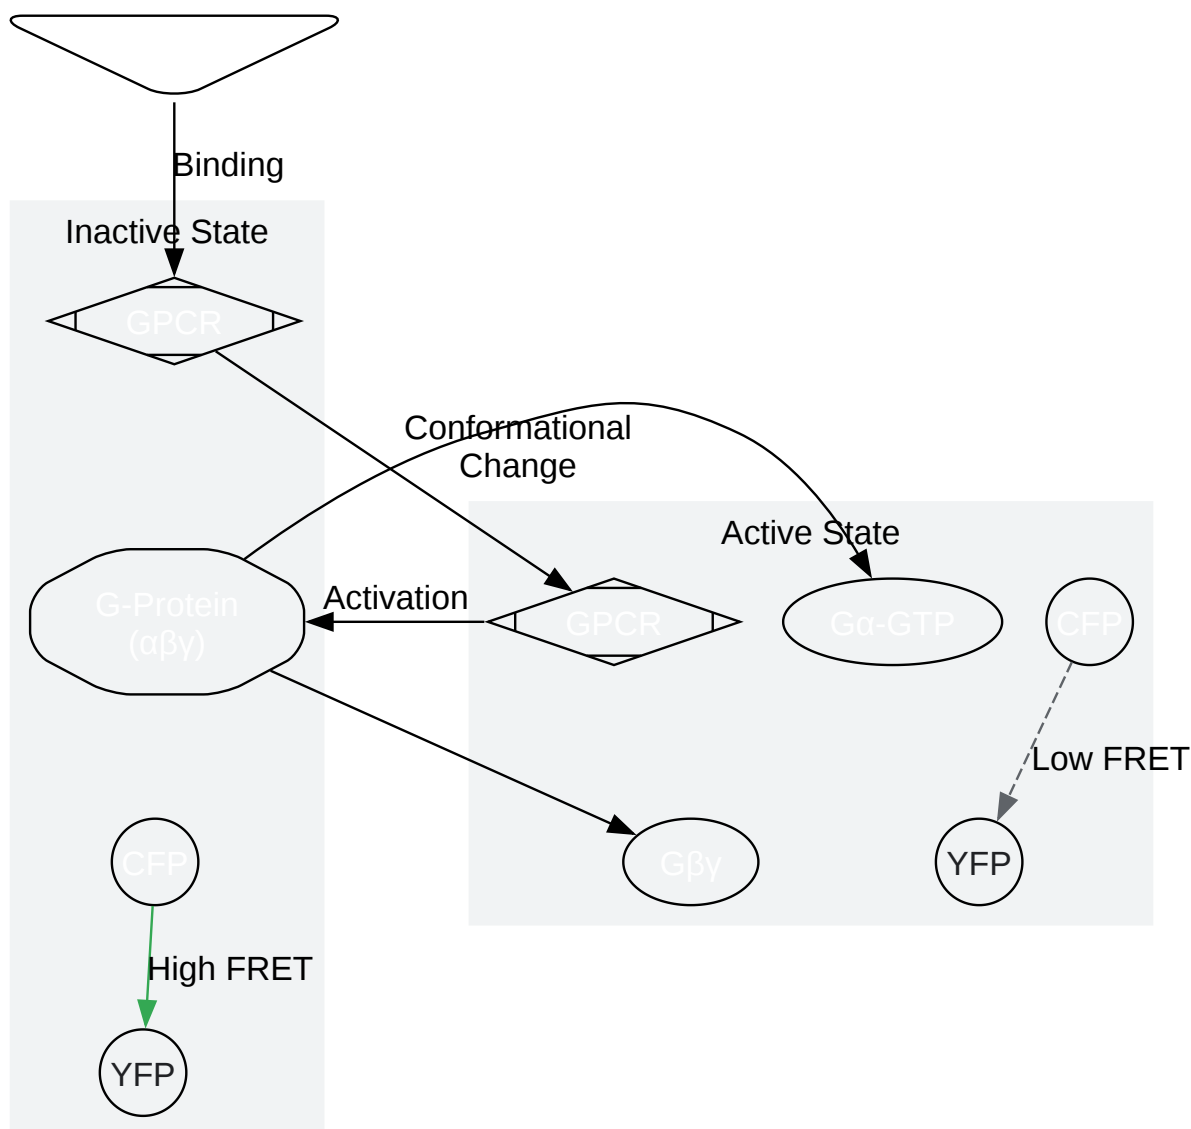 Binding
Inactive State
GPCR
Conformational
Change
Active State
Activation
G-Protein
(αβγ)
GPCR
Gα-GTP
CFP
Low FRET
CFP
Gβγ
YFP
High FRET
YFP